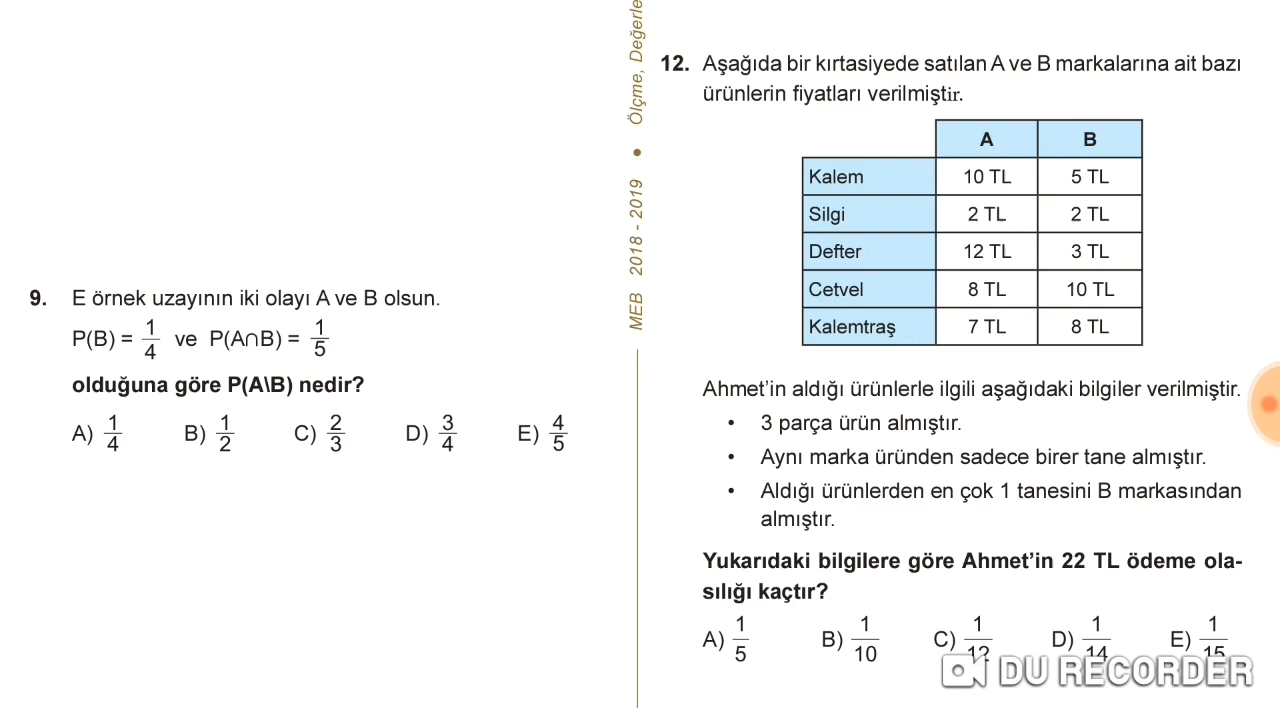 9. E örnek uzayının iki olayı A ve B olsun.
P(B) = 1/4 ve P(A∩B) = 1/5
olduğuna göre P(A\B) nedir?
A) 1/4 B) 1/2 C) 2/3 D) 3/4 E) 4/5
MEB 2018 - 2019 • Ölçme, Değerle
12. Aşağıda bir kırtasiyede satılan A ve B markalarına ait bazı
ürünlerin fiyatları verilmiştir.
A B
Kalem 10 TL 5 TL
Silgi 2 TL 2 TL
Defter 12 TL 3 TL
Cetvel 8 TL 10 TL
Kalemtraş 7 TL 8 TL
Ahmet’in aldığı ürünlerle ilgili aşağıdaki bilgiler verilmiştir.
• 3 parça ürün almıştır.
• Aynı marka üründen sadece birer tane almıştır.
• Aldığı ürünlerden en çok 1 tanesini B markasından
almıştır.
Yukarıdaki bilgilere göre Ahmet’in 22 TL ödeme ola-
sılığı kaçtır?
A) 1/5 B) 1/10 C) 1/12 D) 1/14 E) 1/15
DU RECORDER